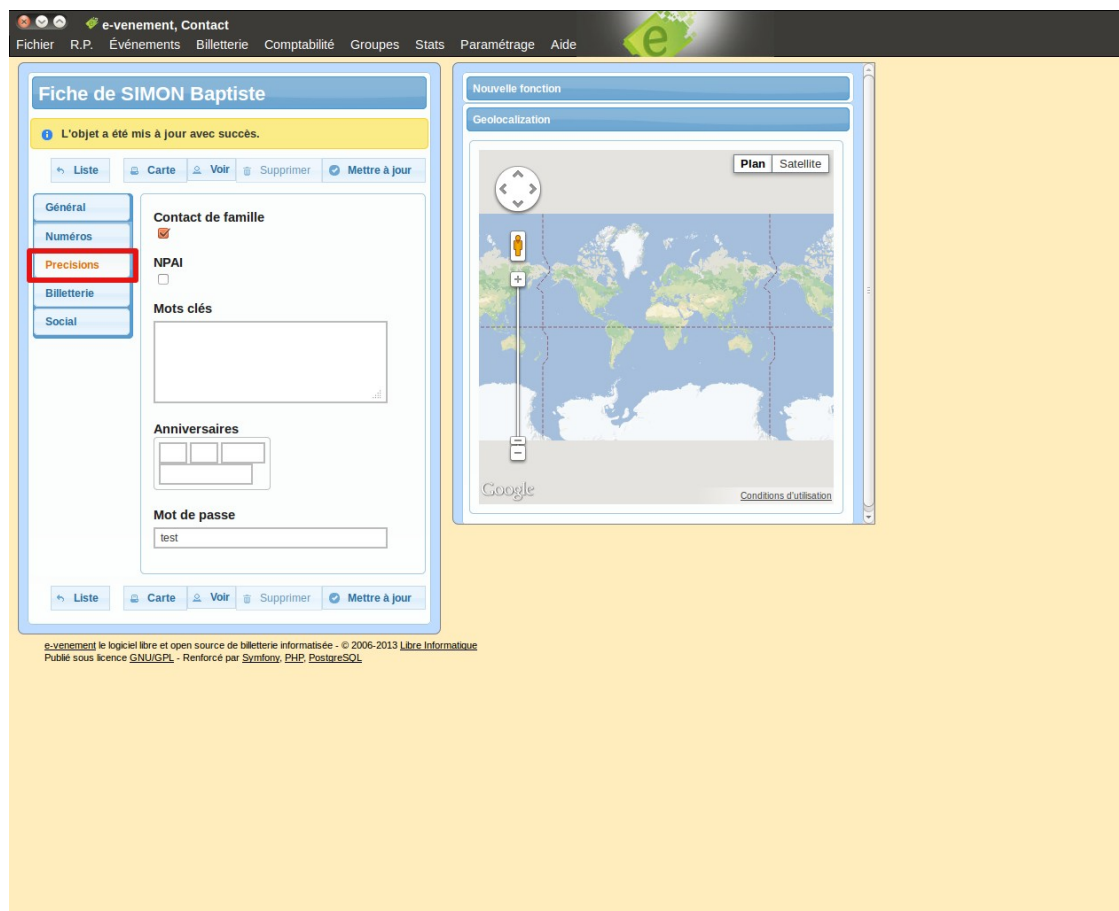 e-venement, Contact
Fichier R.P. Événements Billetterie Comptabilité Groupes Stats Paramétrage Aide
e
Fiche de SIMON Baptiste
L'objet a été mis à jour avec succès.
Liste Carte Voir Supprimer Mettre à jour
Général
Numéros
Precisions
Billetterie
Social
Contact de famille
NPAI
Mots clés
Anniversaires
Mot de passe
test
Liste Carte Voir Supprimer Mettre à jour
Nouvelle fonction
Geolocalization
Plan Satellite
Google
Conditions d'utilisation
e-venement le logiciel libre et open source de billetterie informatisée - © 2006-2013 Libre Informatique
Publié sous licence GNU/GPL - Renforcé par Symfony, PHP, PostgreSQL